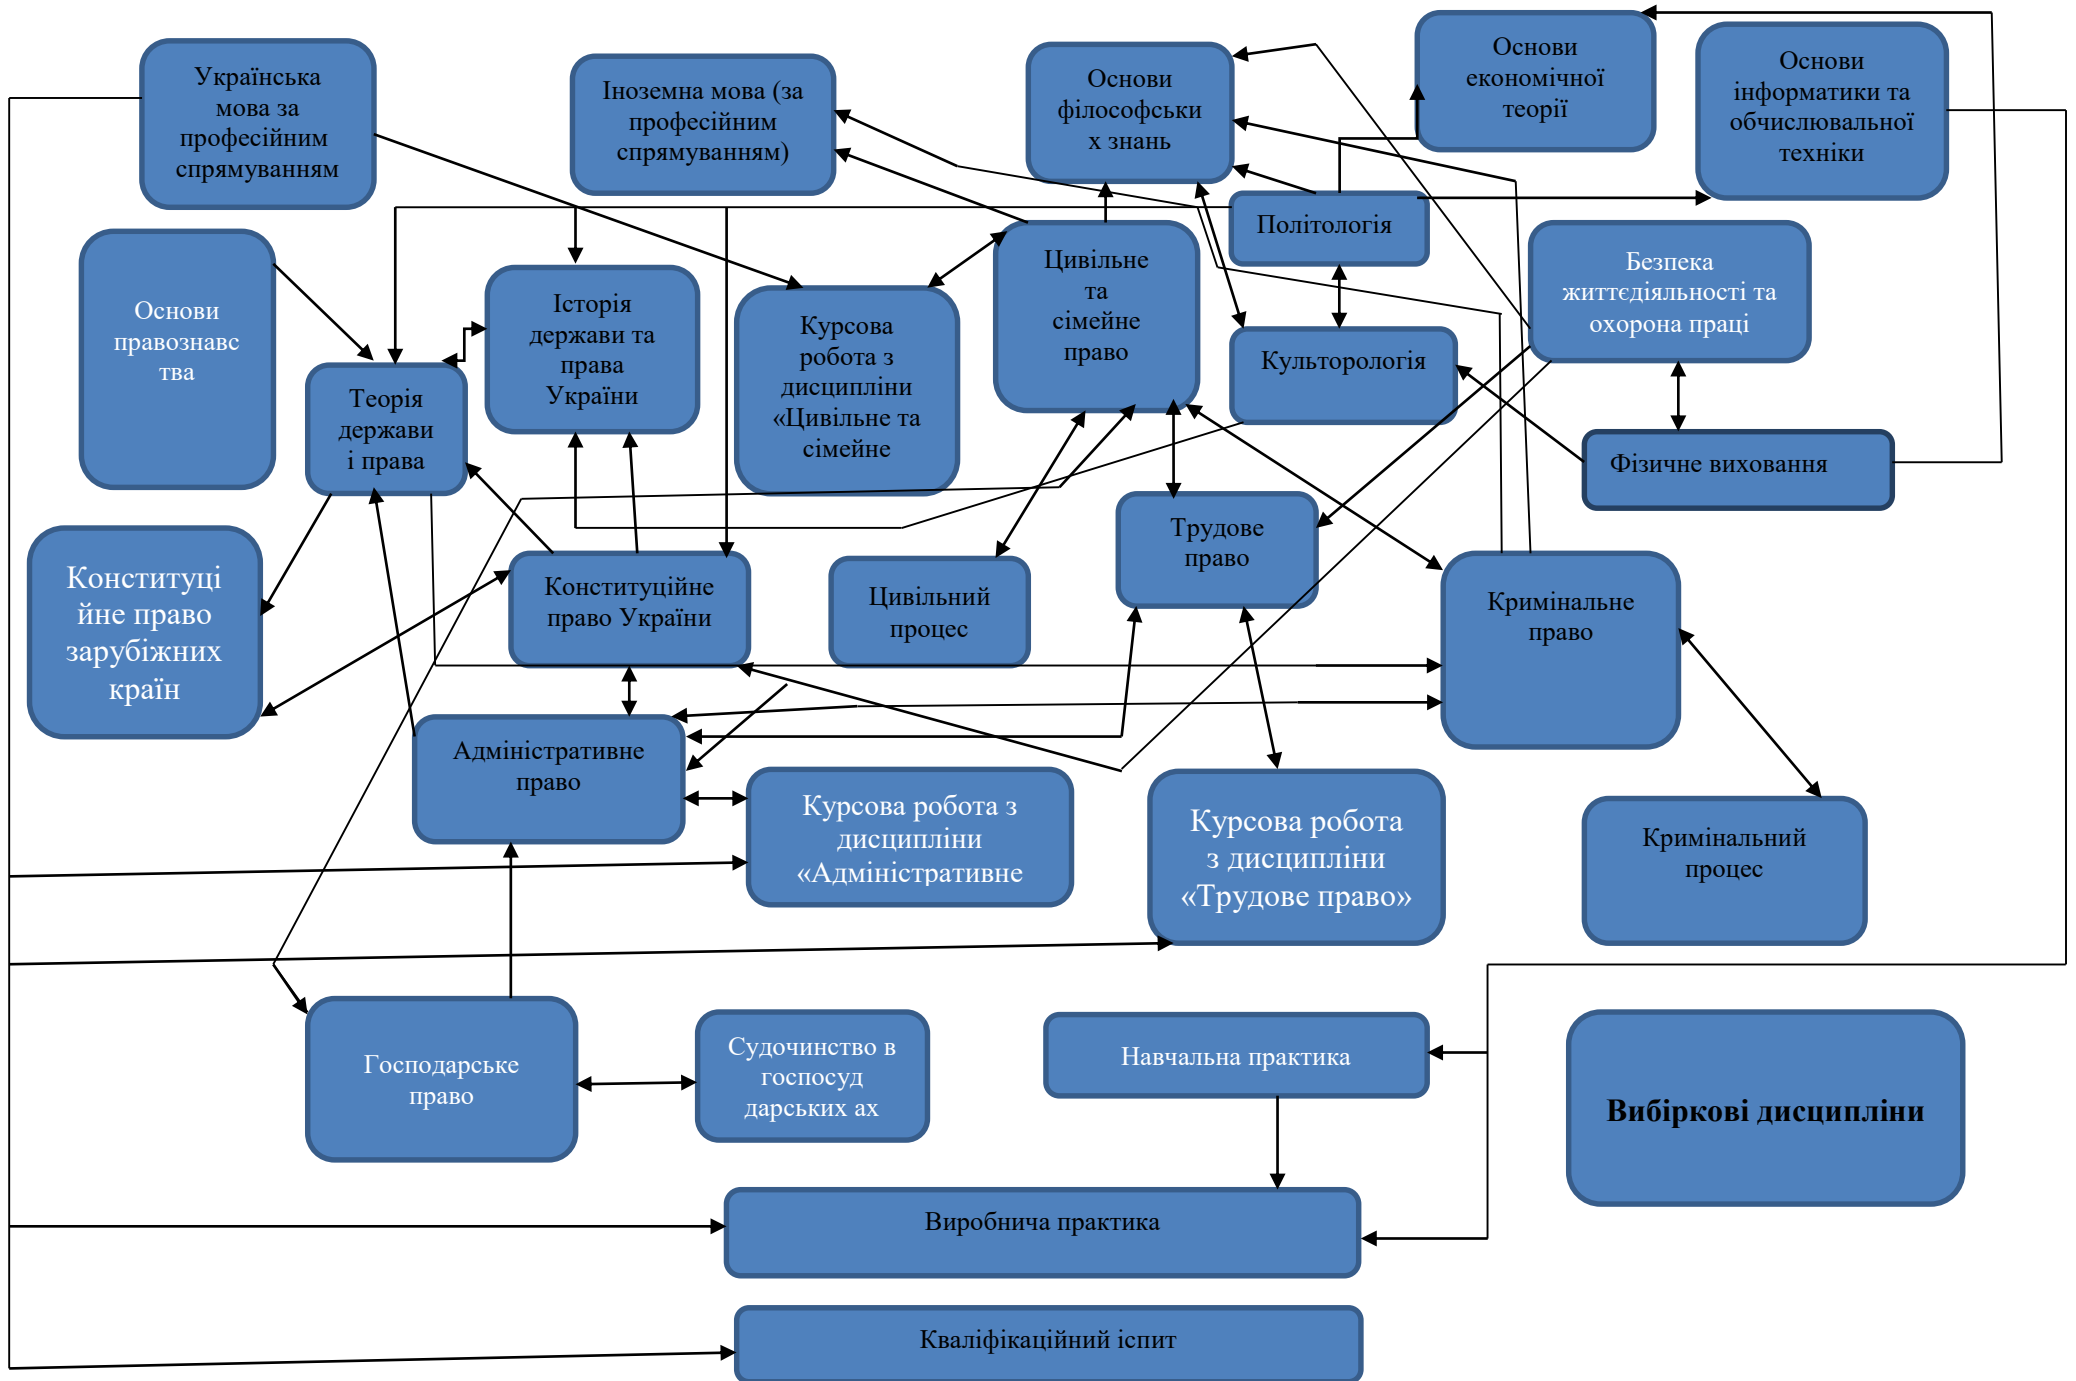 Українська
мова за
професійним
спрямуванням
Іноземна мова (за
професійним
спрямуванням)
Основи
філософськи
х знань
Основи
економічної
теорії
Основи
інформатики та
обчислювальної
техніки
Політологія
Безпека
життєдіяльності та
охорона праці
Основи
правознавс
тва
Історія
держави та
права
України
Курсова
робота з
дисципліни
«Цивільне та
сімейне
Цивільне
та
сімейне
право
Культорологія
Теорія
держави
і права
Фізичне виховання
Конституці
йне право
зарубіжних
країн
Конституційне
право України
Цивільний
процес
Трудове
право
Кримінальне
право
Адміністративне
право
Курсова робота з
дисципліни
«Адміністративне
Курсова робота
з дисципліни
«Трудове право»
Кримінальний
процес
Господарське
право
Судочинство в
госпосуд
дарських ах
Навчальна практика
Вибіркові дисципліни
Виробнича практика
Кваліфікаційний іспит